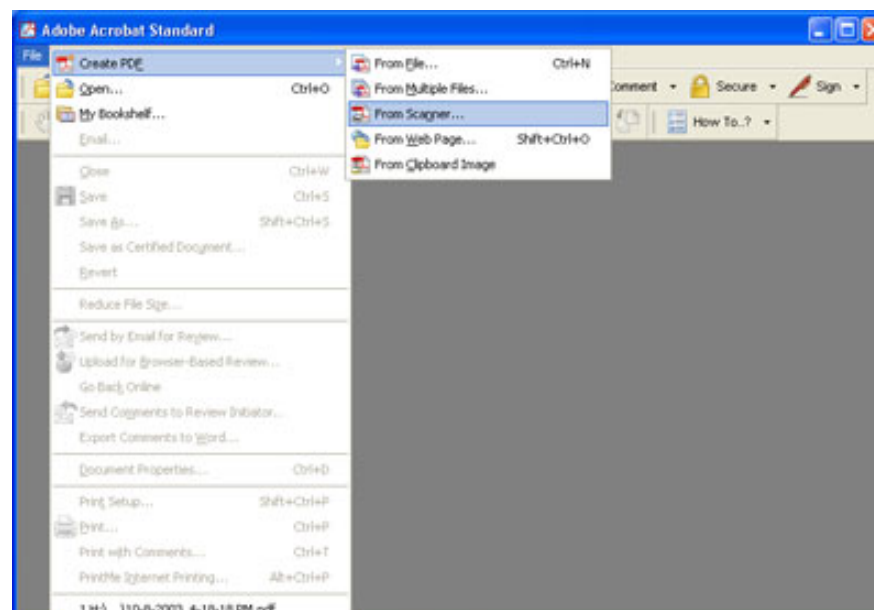 Adobe Acrobat Standard
File
Create PDF
Open... Ctrl+O
My Bookshelf...
Email...
Close Ctrl+W
Save Ctrl+S
Save As... Shift+Ctrl+S
Save as Certified Document...
Revert
Reduce File Size...
Send by Email for Review...
Upload for Browser-Based Review...
Go Back Online
Send Comments to Review Initiator...
Export Comments to Word...
Document Properties... Ctrl+D
Print Setup... Shift+Ctrl+P
Print... Ctrl+P
Print with Comments... Ctrl+T
PrintMe Internet Printing... Alt+Ctrl+P
From File... Ctrl+N
From Multiple Files...
From Scanner...
From Web Page... Shift+Ctrl+O
From Clipboard Image
Comment Secure Sign
How To..?